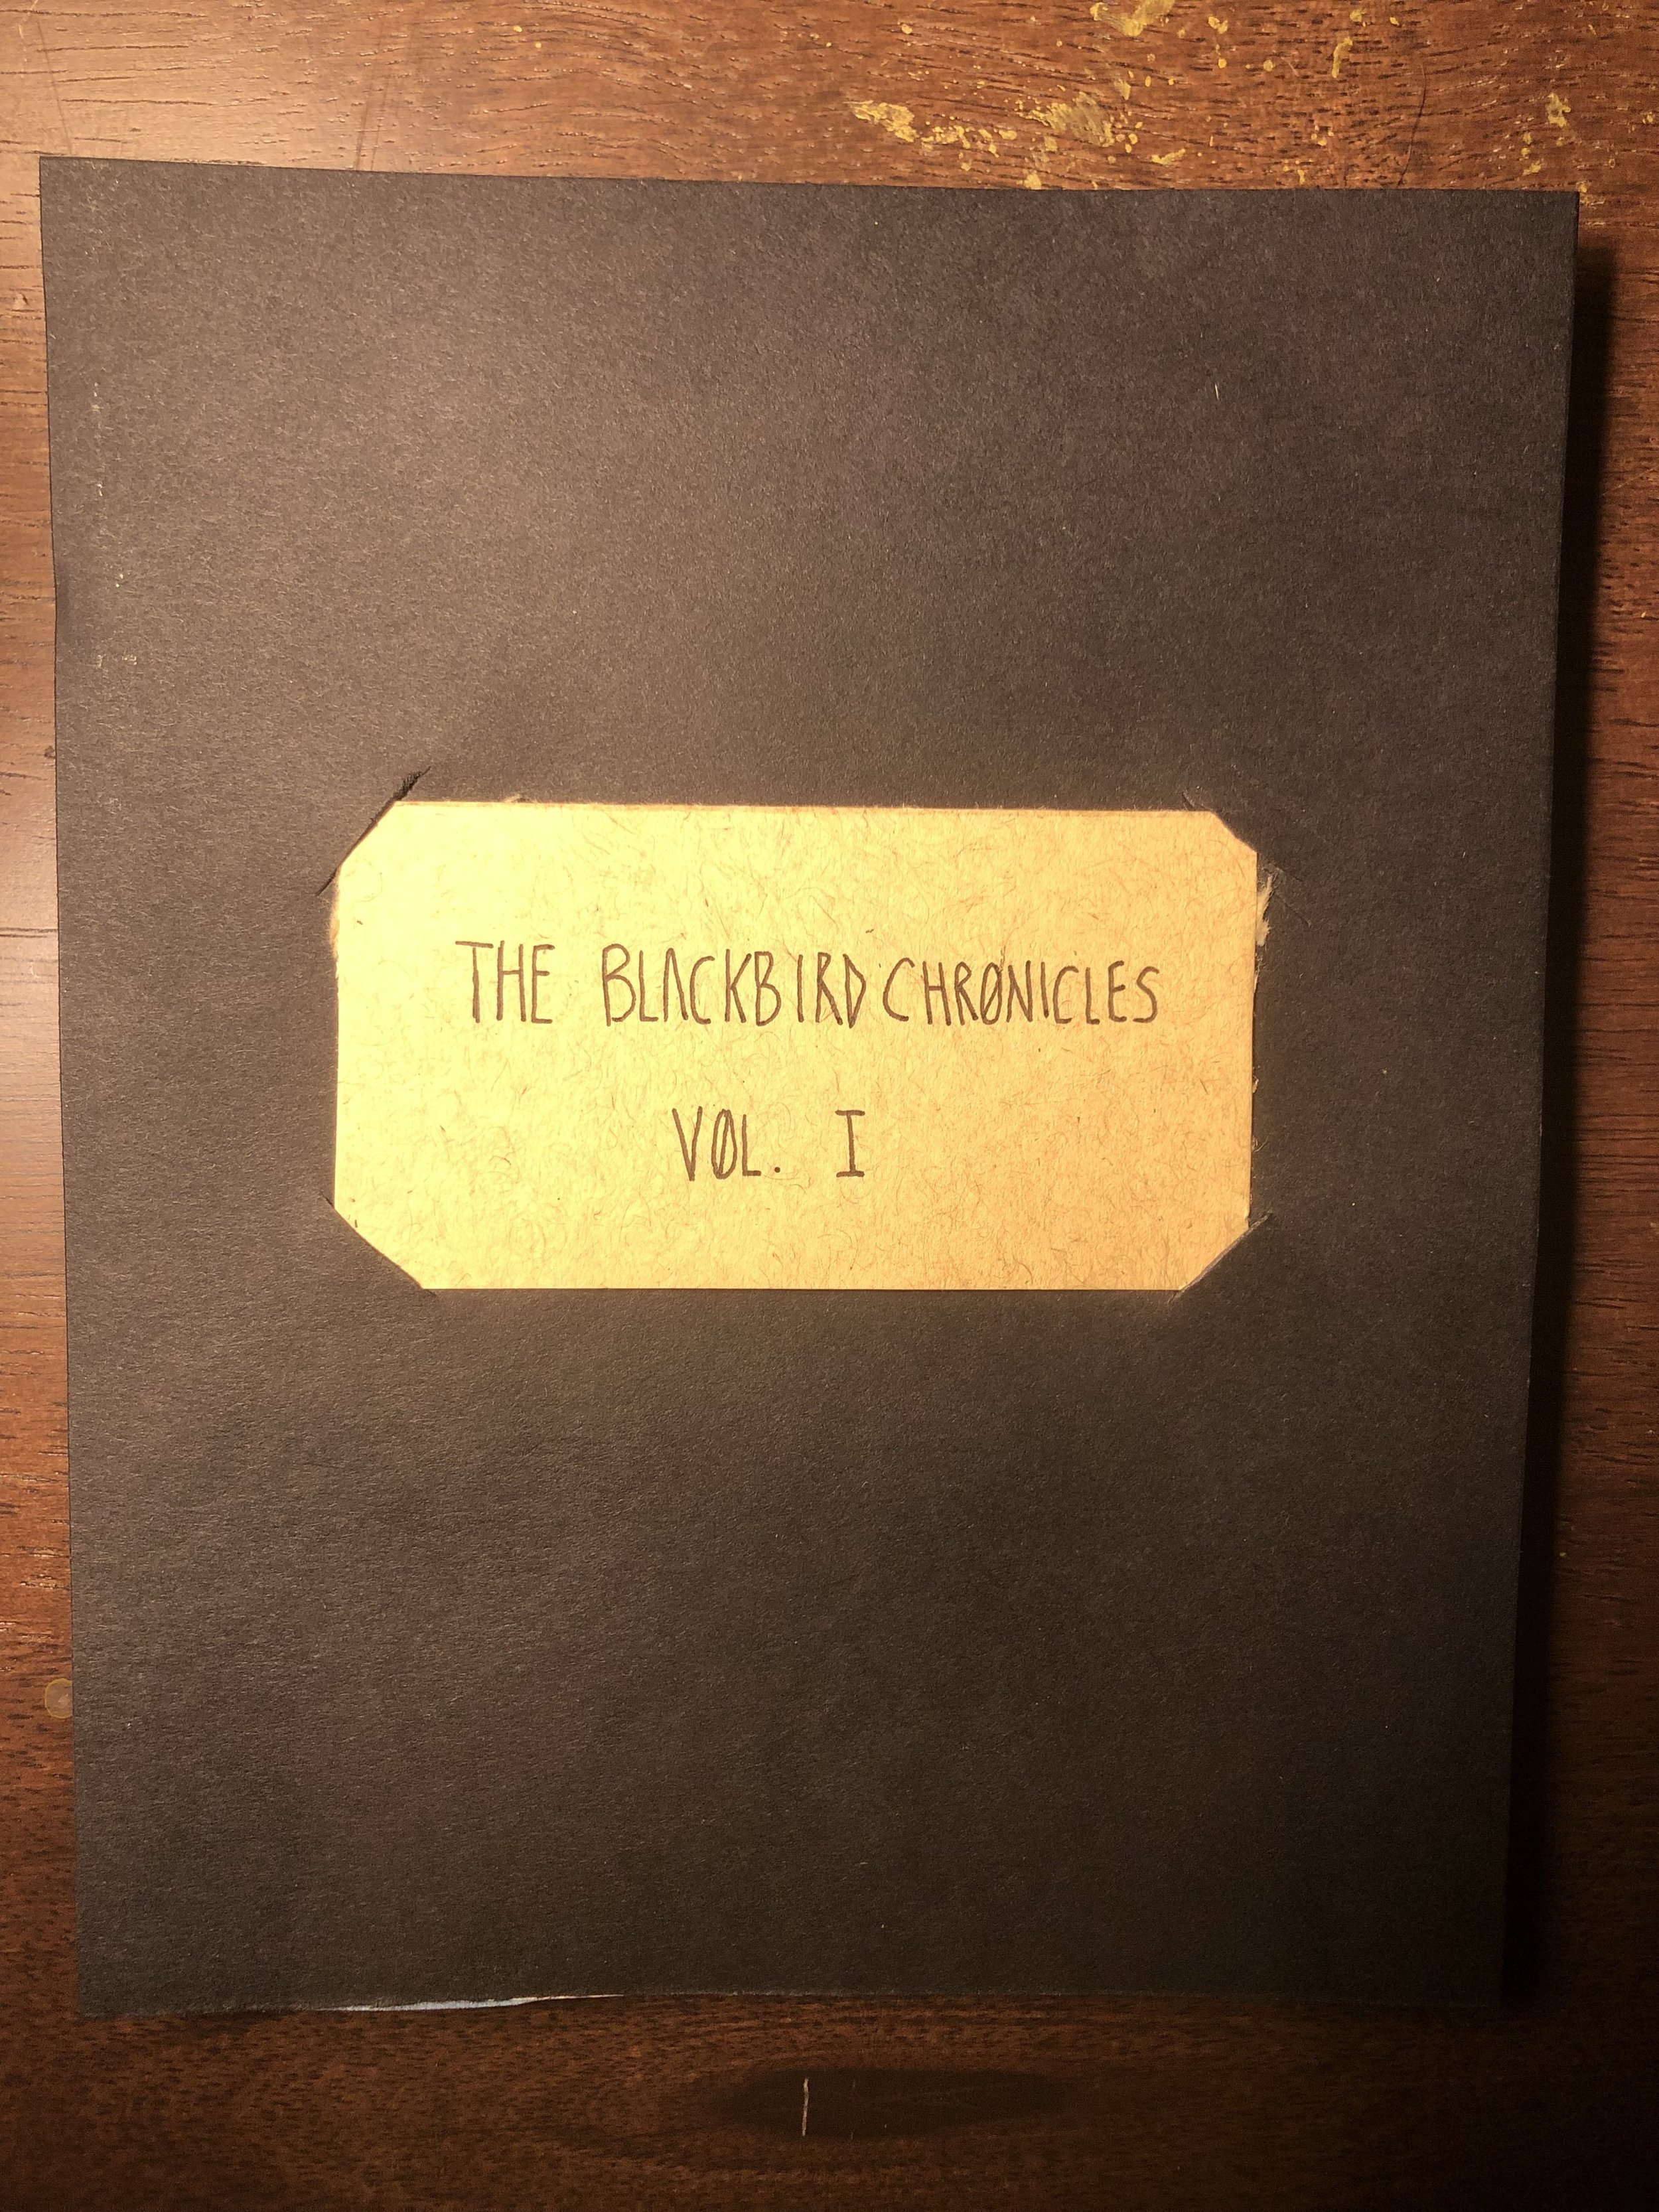 THE BLACKBIRD CHRØNICLES
VØL. I